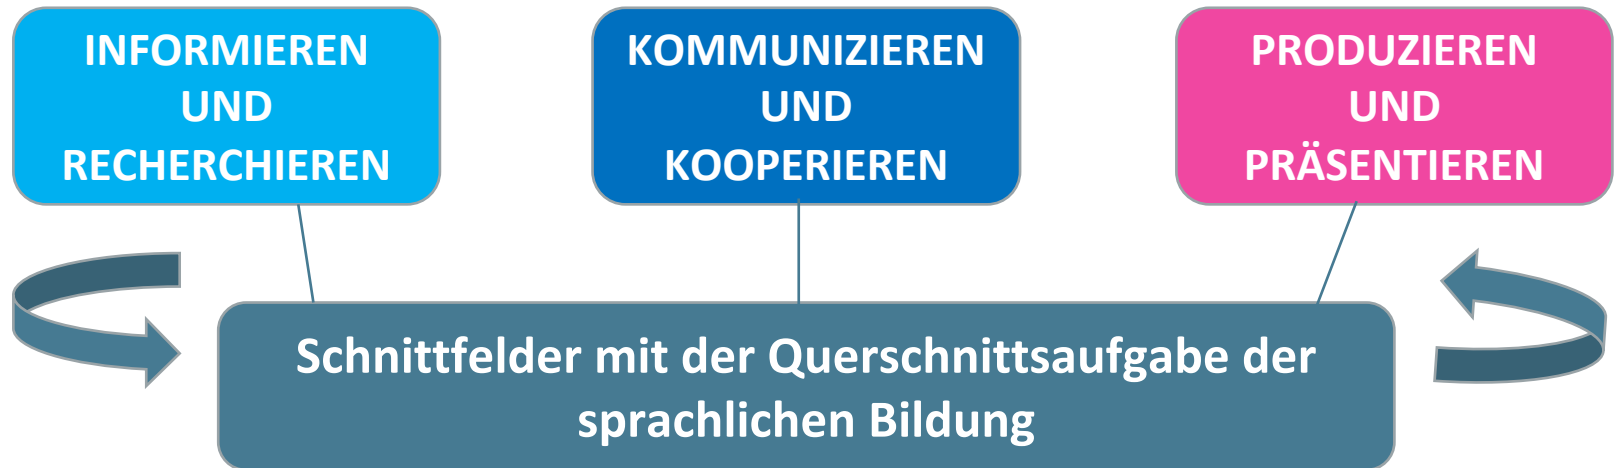 INFORMIEREN
UND
RECHERCHIEREN
KOMMUNIZIEREN
UND
KOOPERIEREN
PRODUZIEREN
UND
PRÄSENTIEREN
Schnittfelder mit der Querschnittsaufgabe der
sprachlichen Bildung